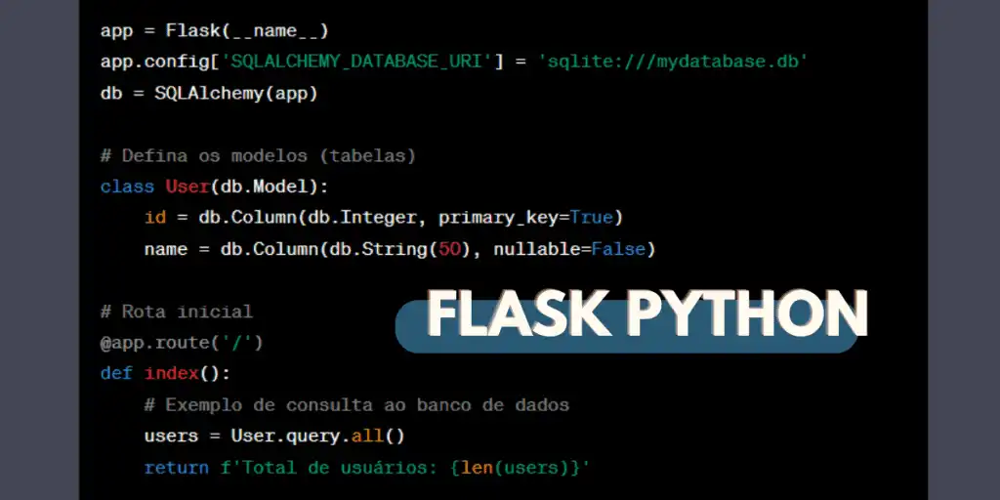 app = Flask(__name__)
app.config['SQLALCHEMY_DATABASE_URI'] = 'sqlite:///mydatabase.db'
db = SQLAlchemy(app)
# Defina os modelos (tabelas)
class User(db.Model):
    id = db.Column(db.Integer, primary_key=True)
    name = db.Column(db.String(50), nullable=False)
FLASK PYTHON
# Rota inicial
@app.route('/')
def index():
    # Exemplo de consulta ao banco de dados
    users = User.query.all()
    return f'Total de usuários: {len(users)}'